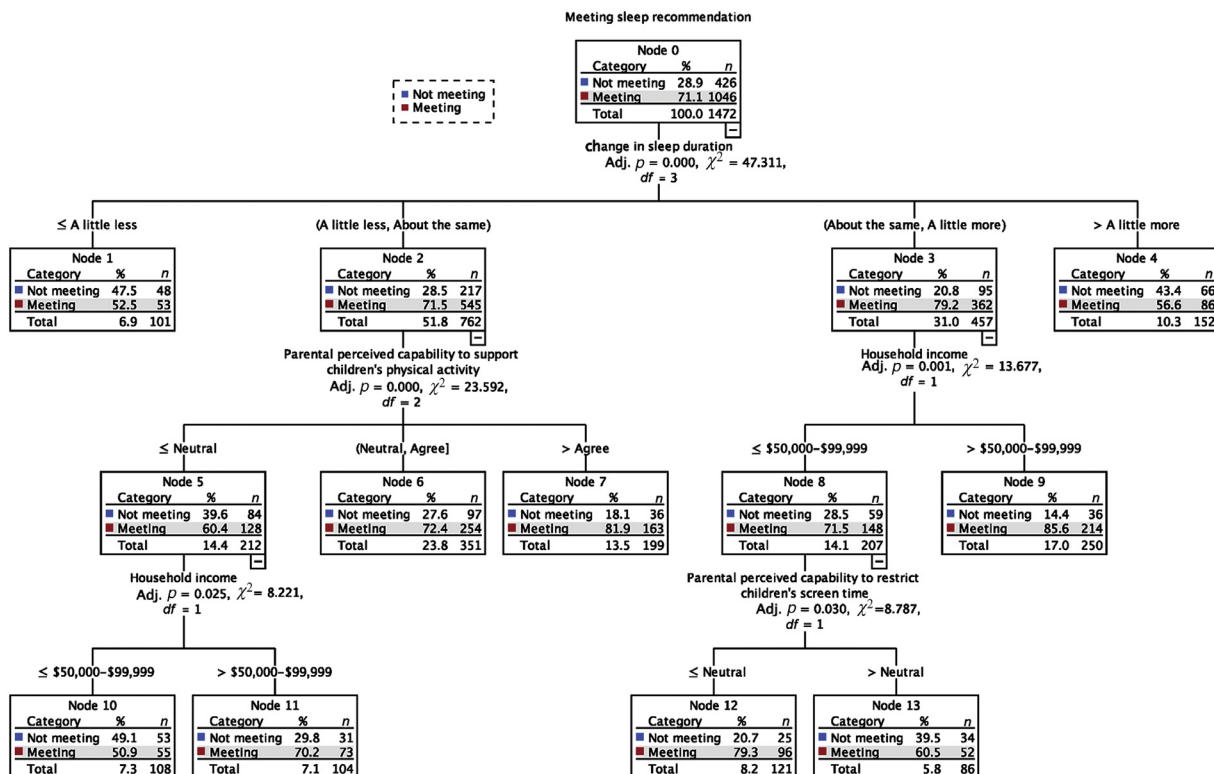 Meeting sleep recommendation
Node 0
Category % n
Not meeting 28.9 426
Meeting 71.1 1046
Total 100.0 1472
Not meeting
Meeting
change in sleep duration
Adj. p = 0.000, χ² = 47.311,
df = 3
≤ A little less
(A little less, About the same)
(About the same, A little more)
> A little more
Node 1
Category % n
Not meeting 47.5 48
Meeting 52.5 53
Total 6.9 101
Node 2
Category % n
Not meeting 28.5 217
Meeting 71.5 545
Total 51.8 762
Node 3
Category % n
Not meeting 20.8 95
Meeting 79.2 362
Total 31.0 457
Node 4
Category % n
Not meeting 43.4 66
Meeting 56.6 86
Total 10.3 152
Parental perceived capability to support
children's physical activity
Adj. p = 0.000, χ² = 23.592,
df = 2
Household income
Adj. p = 0.001, χ² = 13.677,
df = 1
≤ Neutral
(Neutral, Agree]
> Agree
≤ $50,000–$99,999
> $50,000–$99,999
Node 5
Category % n
Not meeting 39.6 84
Meeting 60.4 128
Total 14.4 212
Node 6
Category % n
Not meeting 27.6 97
Meeting 72.4 254
Total 23.8 351
Node 7
Category % n
Not meeting 18.1 36
Meeting 81.9 163
Total 13.5 199
Node 8
Category % n
Not meeting 28.5 59
Meeting 71.5 148
Total 14.1 207
Node 9
Category % n
Not meeting 14.4 36
Meeting 85.6 214
Total 17.0 250
Household income
Adj. p = 0.025, χ²= 8.221,
df = 1
Parental perceived capability to restrict
children's screen time
Adj. p = 0.030, χ²=8.787,
df = 1
≤ $50,000–$99,999
> $50,000–$99,999
≤ Neutral
> Neutral
Node 10
Category % n
Not meeting 49.1 53
Meeting 50.9 55
Total 7.3 108
Node 11
Category % n
Not meeting 29.8 31
Meeting 70.2 73
Total 7.1 104
Node 12
Category % n
Not meeting 20.7 25
Meeting 79.3 96
Total 8.2 121
Node 13
Category % n
Not meeting 39.5 34
Meeting 60.5 52
Total 5.8 86